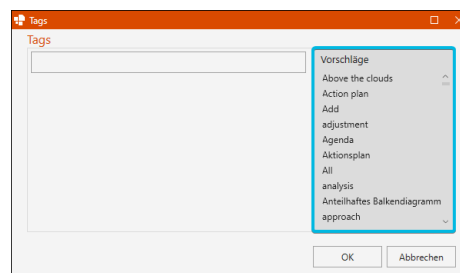 Tags
Tags
Vorschläge
Above the clouds
Action plan
Add
adjustment
Agenda
Aktionsplan
All
analysis
Anteilhaftes Balkendiagramm
approach
OK
Abbrechen